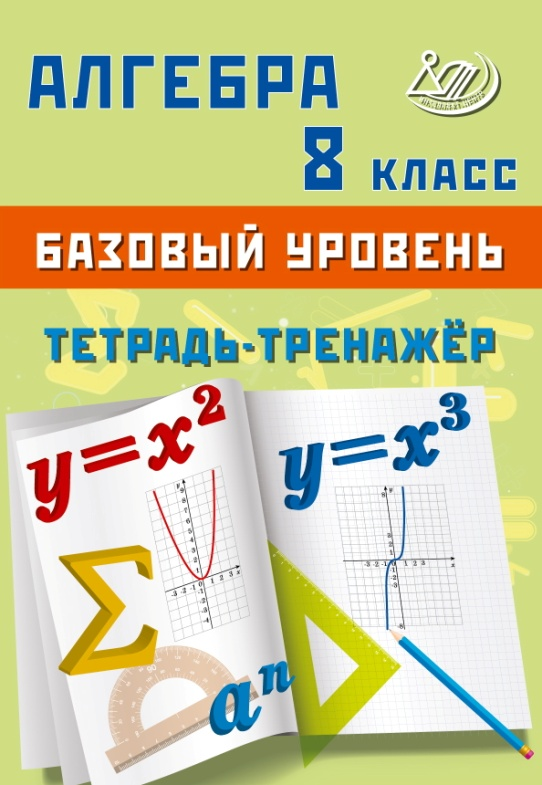 АЛГЕБРА
8 КЛАСС
БАЗОВЫЙ УРОВЕНЬ
ТЕТРАДЬ-ТРЕНАЖЁР
y=x²
y=x³
Σ
aⁿ